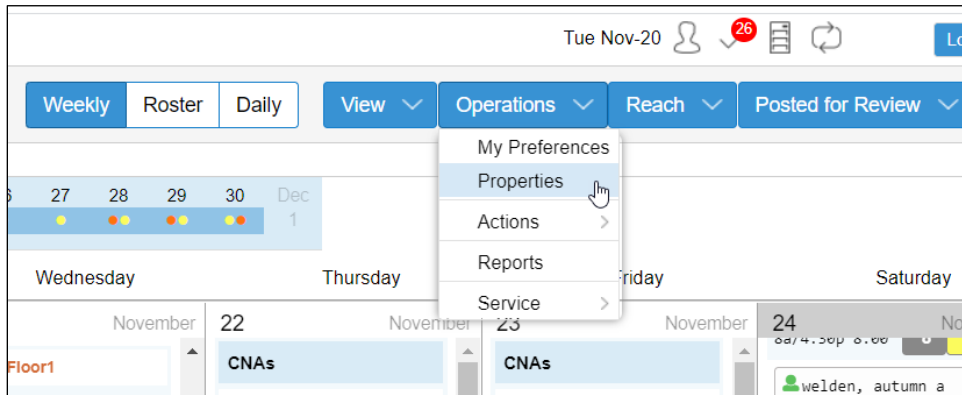 Tue Nov-20 26 Lo
Weekly Roster Daily View Operations Reach Posted for Review
My Preferences
Properties
27 28 29 30 Dec
1
Actions
Reports
Wednesday Thursday Friday Saturday
Service
November 22 November 23 November 24 No
8a/4:30p 8.00
Floor1 CNAs CNAs
welden, autumn a